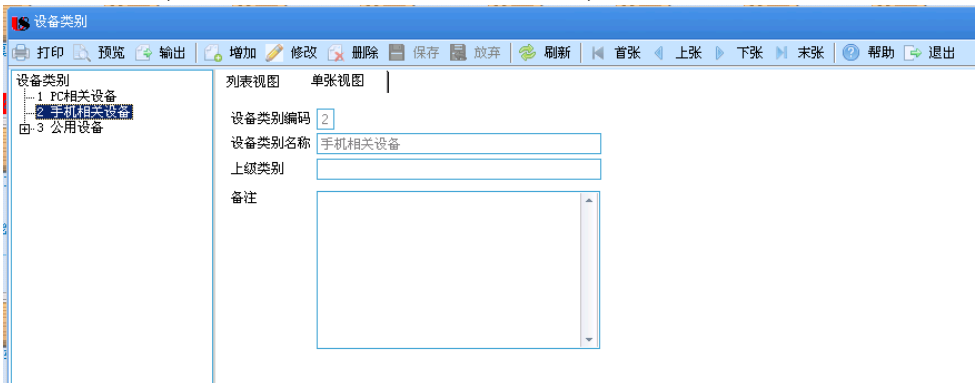 设备类别
打印 预览 输出 增加 修改 删除 保存 放弃 刷新 首张 上张 下张 末张 帮助 退出
设备类别
1 PC相关设备
2 手机相关设备
3 公用设备
列表视图 单张视图
设备类别编码 2
设备类别名称 手机相关设备
上级类别
备注